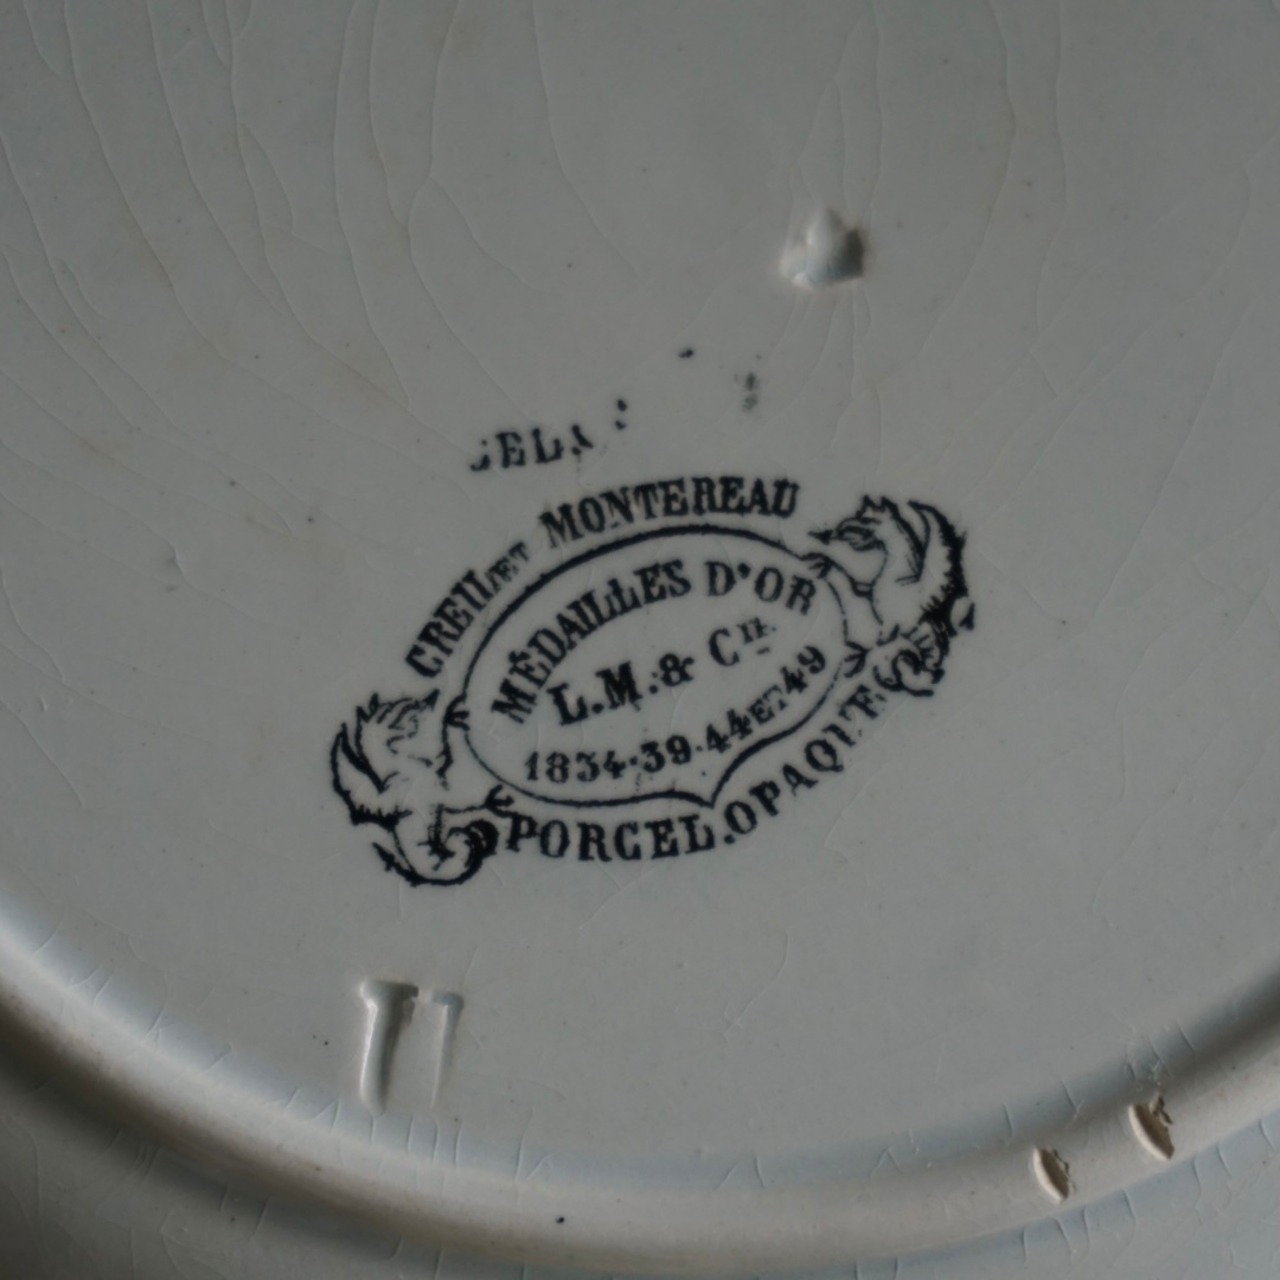 CREIL ET MONTEREAU
MÉDAILLES D'OR
L.M. & CIE
1834·39·44 ET 49
PORCEL.OPAQUE